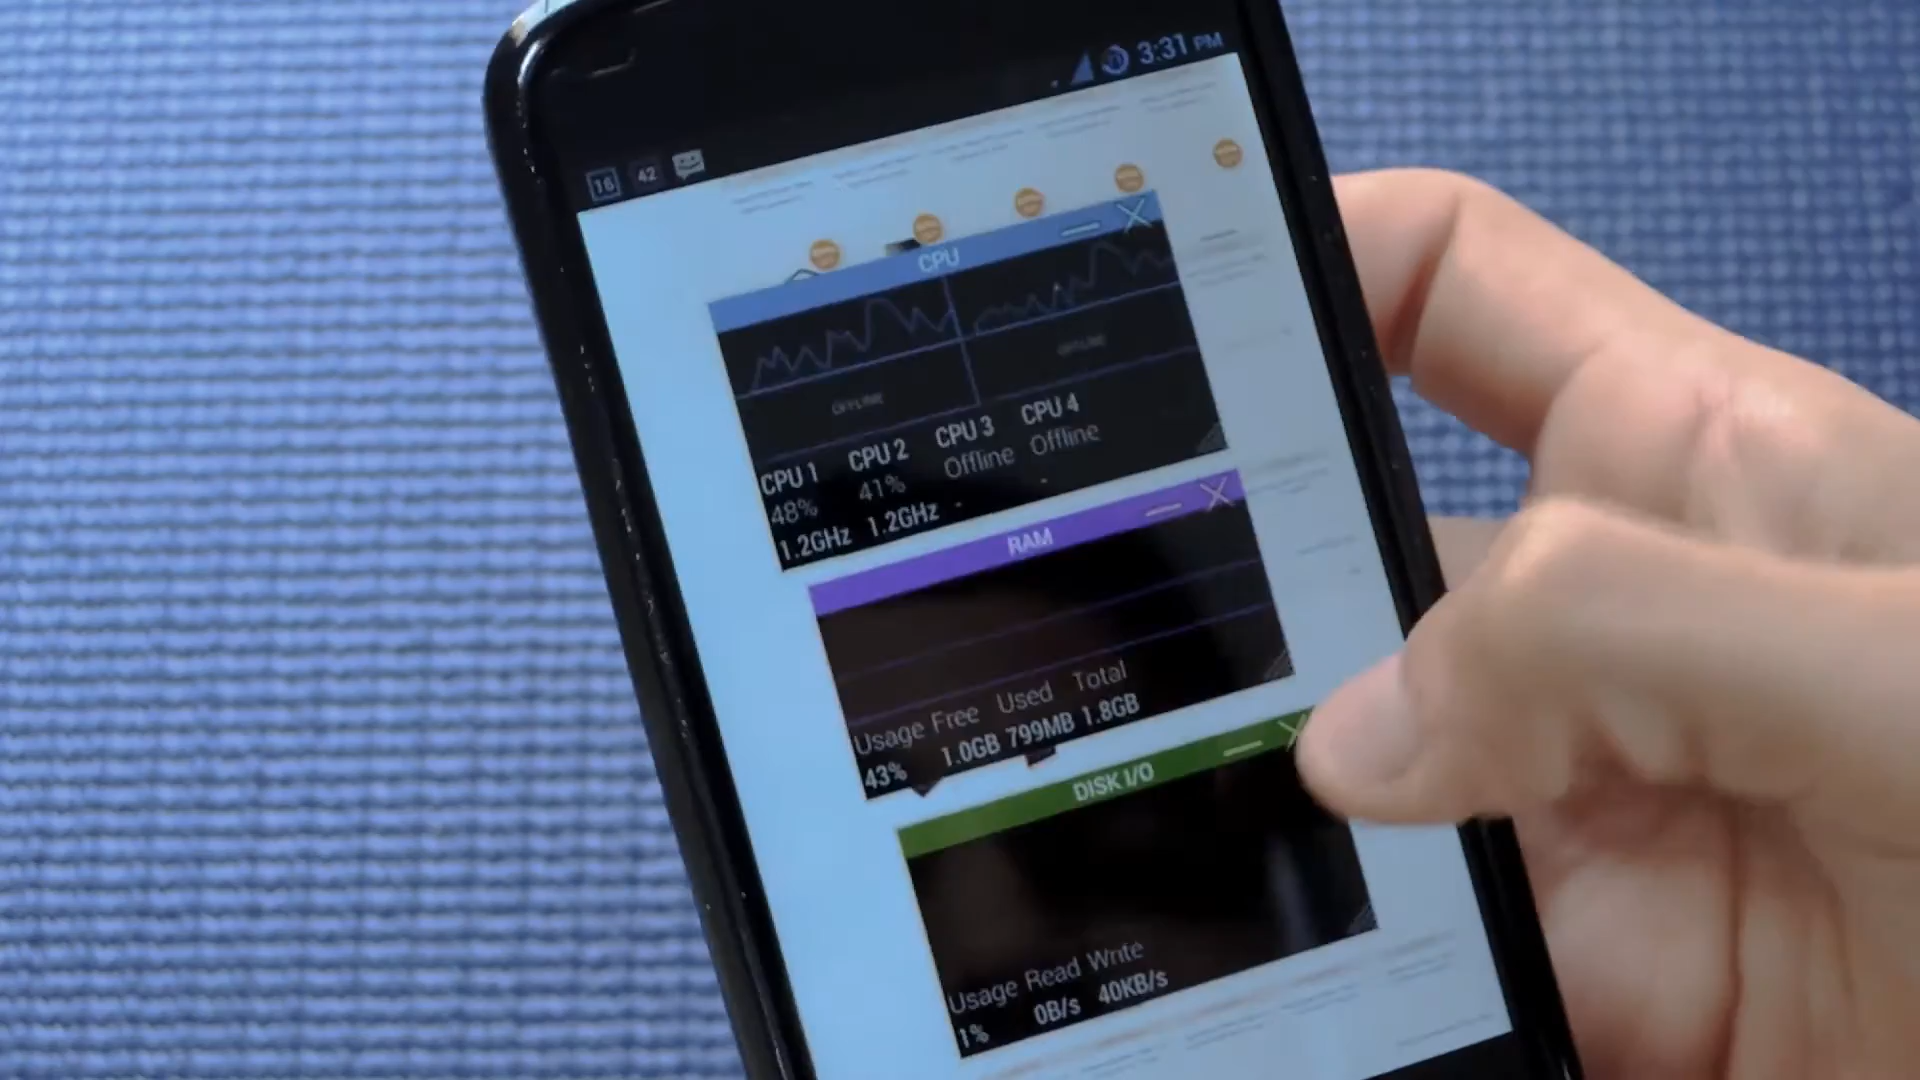 3:31 PM
16 42
CPU
OFFLINE OFFLINE
CPU 1 CPU 2 CPU 3 CPU 4
48% 41% Offline Offline
1.2GHz 1.2GHz - -
RAM
Usage Free Used Total
43% 1.0GB 799MB 1.8GB
DISK I/O
Usage Read Write
1% 0B/s 40KB/s